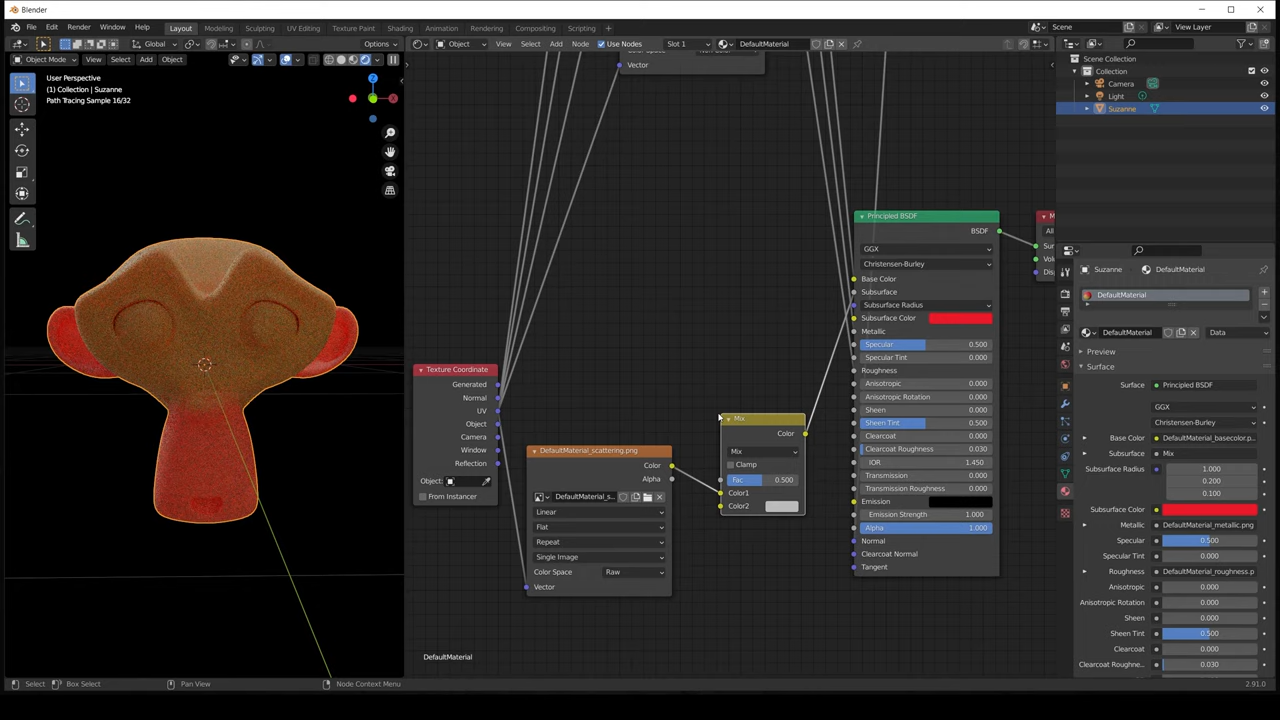 Blender
File Edit Render Window Help
Layout Modeling Sculpting UV Editing Texture Paint Shading Animation Rendering Compositing Scripting
Scene View Layer
Global Options
Object View Select Add Node Use Nodes Slot 1 DefaultMaterial
Object Mode View Select Add Object
User Perspective
(1) Collection | Suzanne
Path Tracing Sample 16/32
Z
Vector
Texture Coordinate
Generated
Normal
UV
Object
Camera
Window
Reflection
Object:
From Instancer
DefaultMaterial_scattering.png
Color
Alpha
DefaultMaterial_s...
Linear
Flat
Repeat
Single Image
Color Space Raw
Vector
Mix
Color
Mix
Clamp
Fac 0.500
Color1
Color2
Principled BSDF
BSDF
GGX
Christensen-Burley
Base Color
Subsurface
Subsurface Radius
Subsurface Color
Metallic
Specular 0.500
Specular Tint 0.000
Roughness
Anisotropic 0.000
Anisotropic Rotation 0.000
Sheen 0.000
Sheen Tint 0.500
Clearcoat 0.000
Clearcoat Roughness 0.030
IOR 1.450
Transmission 0.000
Transmission Roughness 0.000
Emission
Emission Strength 1.000
Alpha 1.000
Normal
Clearcoat Normal
Tangent
M
All
Sur
Volu
Disp
DefaultMaterial
Scene Collection
Collection
Camera
Light
Suzanne
Suzanne DefaultMaterial
DefaultMaterial
DefaultMaterial Data
Preview
Surface
Surface Principled BSDF
GGX
Christensen-Burley
Base Color DefaultMaterial_basecolor.p
Subsurface Mix
Subsurface Radius 1.000
0.200
0.100
Subsurface Color
Metallic DefaultMaterial_metallic.png
Specular 0.500
Specular Tint 0.000
Roughness DefaultMaterial_roughness.p
Anisotropic 0.000
Anisotropic Rotation 0.000
Sheen 0.000
Sheen Tint 0.500
Clearcoat 0.000
Clearcoat Roughne... 0.030
Select Box Select Pan View Node Context Menu 2.91.0